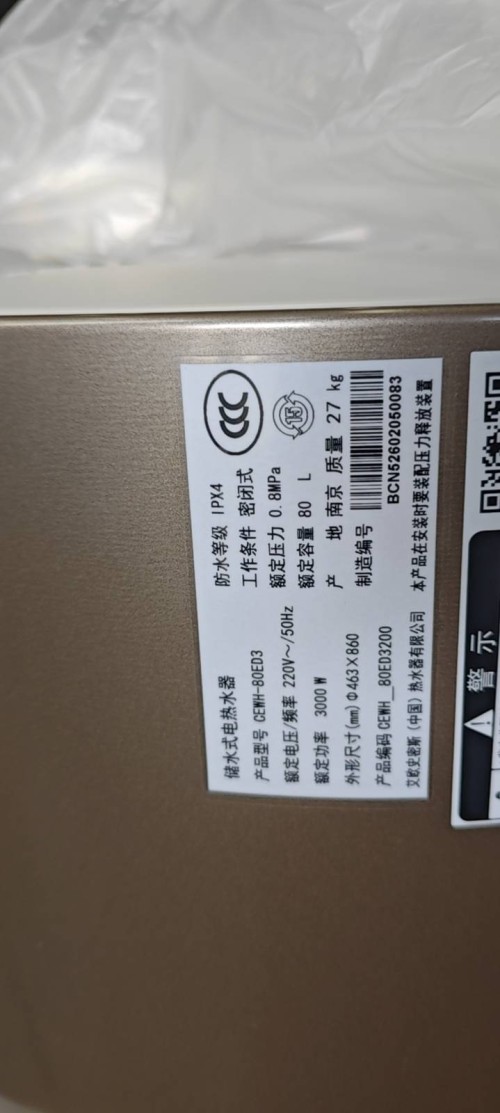 储水式电热水器
产品型号 CEWH-80ED3
额定电压/频率 220V～/50Hz
额定功率 3000 W
外形尺寸(mm) Φ463×860
产品编码 CEWH_80ED3200
艾欧史密斯（中国）热水器有限公司
防水等级 IPX4
工作条件 密闭式
额定压力 0.8MPa
额定容量 80 L
产 地 南京 质量 27 kg
制造编号
BCN52602050083
本产品在安装时要装配压力释放装置
CCC
15
警示